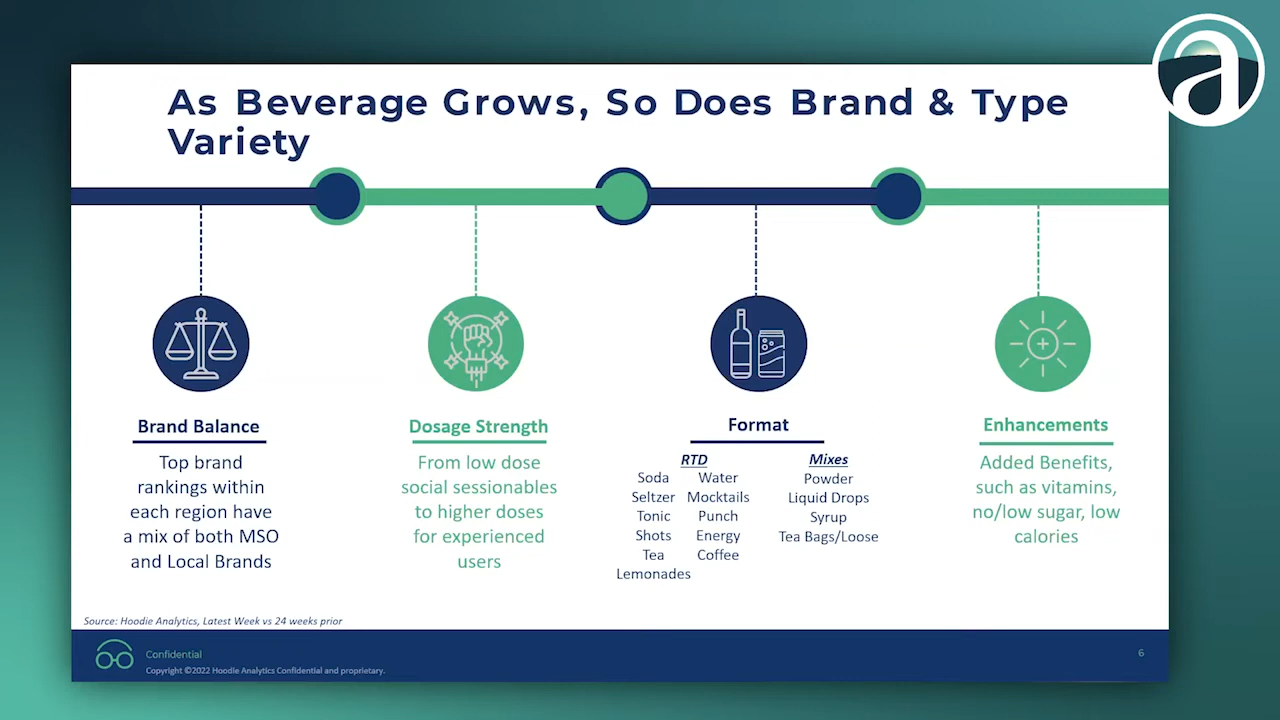 As Beverage Grows, So Does Brand & Type
Variety
Brand Balance
Top brand
rankings within
each region have
a mix of both MSO
and Local Brands
Dosage Strength
From low dose
social sessionables
to higher doses
for experienced
users
Format
RTD
Soda Water
Seltzer Mocktails
Tonic Punch
Shots Energy
Tea Coffee
Lemonades
Mixes
Powder
Liquid Drops
Syrup
Tea Bags/Loose
Enhancements
Added Benefits,
such as vitamins,
no/low sugar, low
calories
Source: Hoodie Analytics, Latest Week vs 24 weeks prior
Confidential
Copyright ©2022 Hoodie Analytics Confidential and proprietary.
6
a